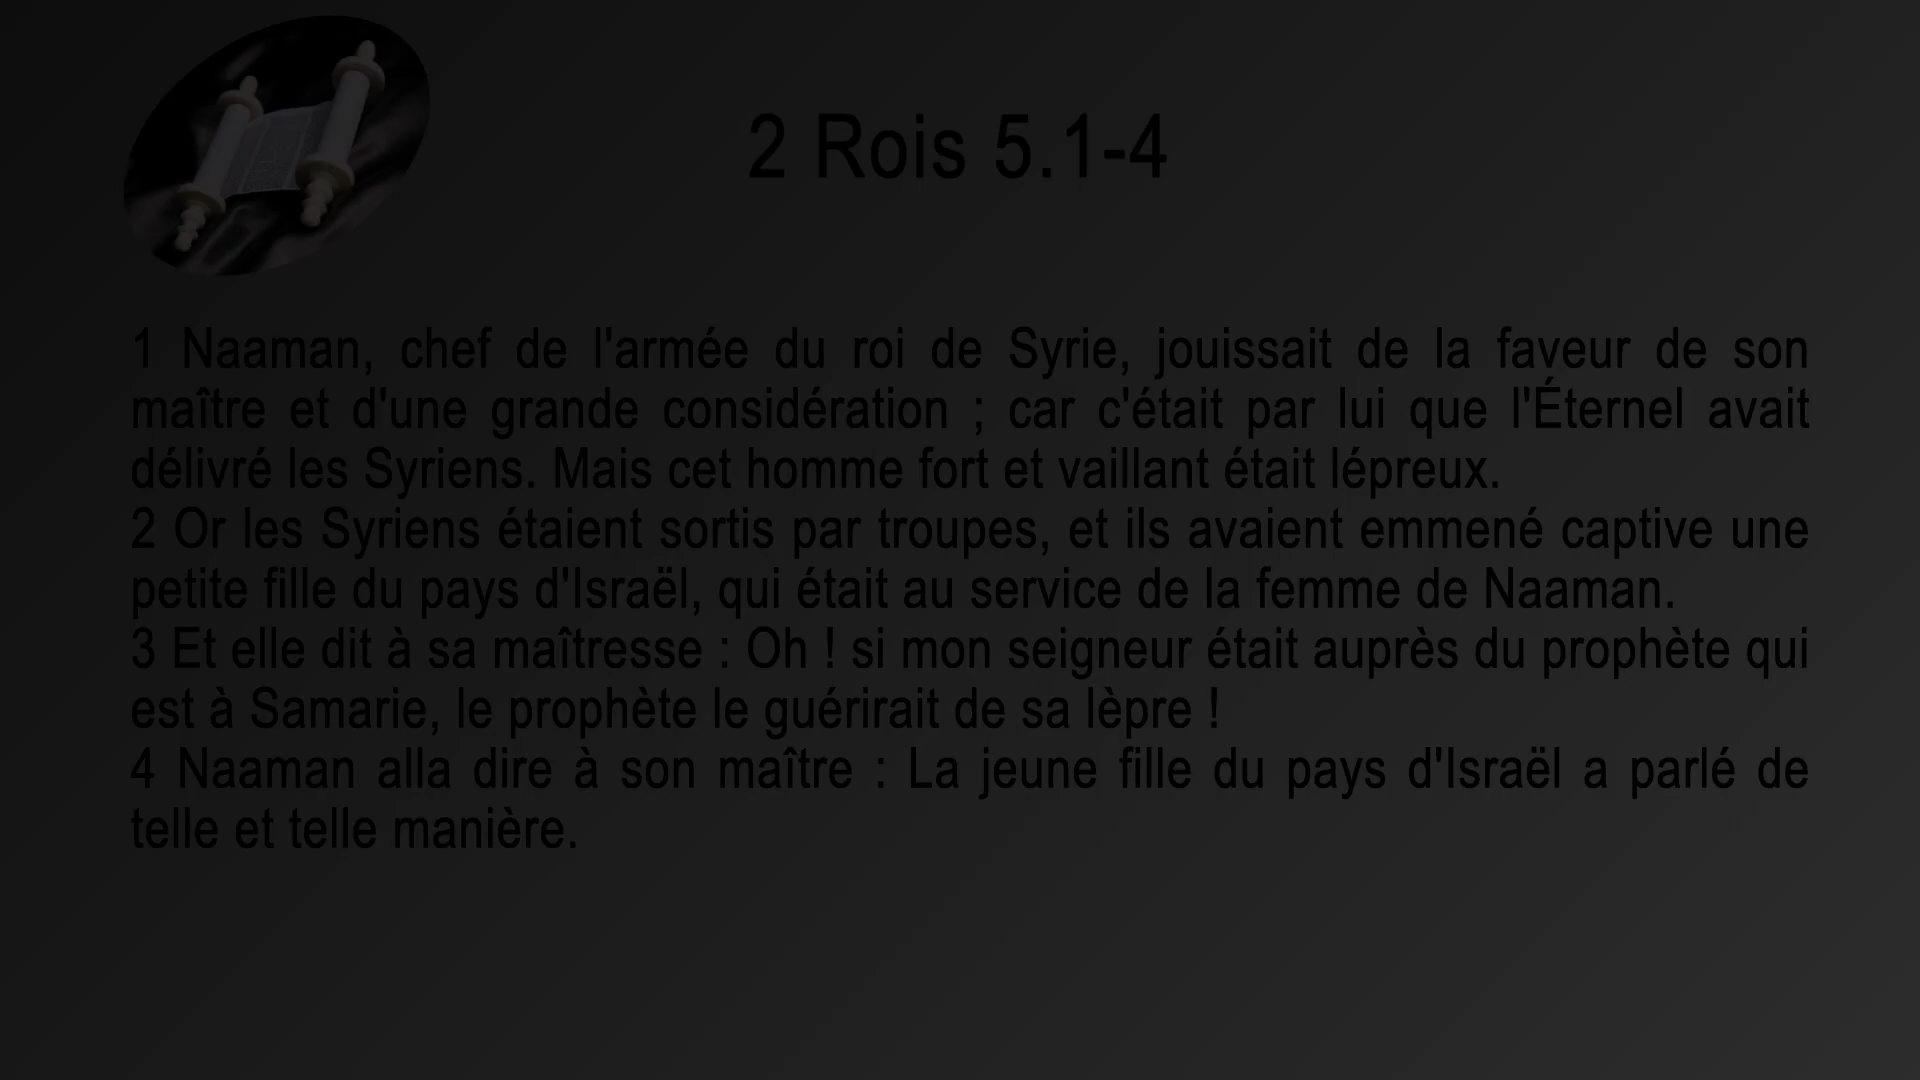 2 Rois 5.1-4
1 Naaman, chef de l'armée du roi de Syrie, jouissait de la faveur de son
maître et d'une grande considération ; car c'était par lui que l'Éternel avait
délivré les Syriens. Mais cet homme fort et vaillant était lépreux.
2 Or les Syriens étaient sortis par troupes, et ils avaient emmené captive une
petite fille du pays d'Israël, qui était au service de la femme de Naaman.
3 Et elle dit à sa maîtresse : Oh ! si mon seigneur était auprès du prophète qui
est à Samarie, le prophète le guérirait de sa lèpre !
4 Naaman alla dire à son maître : La jeune fille du pays d'Israël a parlé de
telle et telle manière.